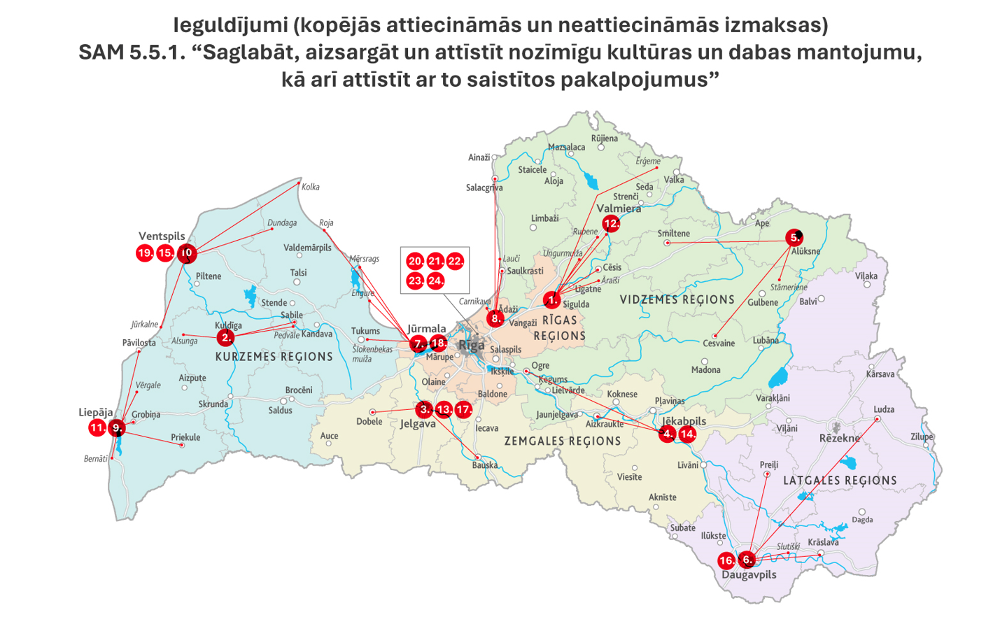 Ieguldījumi (kopējās attiecināmās un neattiecināmās izmaksas)
SAM 5.5.1. “Saglabāt, aizsargāt un attīstīt nozīmīgu kultūras un dabas mantojumu,
kā arī attīstīt ar to saistītos pakalpojumus”
Rūjiena
Mazsalaca
Ainaži
Staicele
Ērģeme
Aloja
Valka
Salacgrīva
Kolka
Seda
Strenči
Valmiera
Limbaži
12.
Dundaga
Roja
Ape
Rubene
Smiltene
5.
Ventspils
19. 15. 10
Valdemārpils
Alūksne
Ungurmuiža
Mērsrags
20. 21. 22.
23. 24.
Lauči
Saulkrasti
Cēsis
Piltene
Talsi
Āraiši
Viļaka
Stāmeriene
Līgatne
Engure
Carnikava
1.
Sigulda
VIDZEMES REĢIONS
Gulbene
Balvi
Stende
Ādaži
8.
Vangaži
RĪGAS
REĢIONS
Sabile
Kuldīga
Jūrkalne
Pedvāle
Kandava
Tukums
Jūrmala
2.
Alsunga
Pāvilosta
Šlokenbekas
muiža
7. 18.
Rīga
Cesvaine
Lubāna
KURZEMES REĢIONS
Mārupe
Salaspils
Ikšķile
Ogre
Madona
Kārsava
Aizpute
Vērgale
Olaine
Ķegums
Lielvārde
Brocēni
Skrunda
Saldus
Baldone
Koknese
Pļaviņas
Varakļāni
Liepāja
11. 9.
Grobiņa
3. 13. 17.
Jelgava
Dobele
Jaunjelgava
Aizkraukte
Jēkabpils
4. 14.
Ludza
Viļāni
Iecava
Rēzekne
Zilupe
Auce
Priekule
ZEMGALES REĢIONS
Bernāti
Bauska
Līvāni
Preiļi
Viesīte
LATGALES REĢIONS
Aknīste
Dagda
Subate
Ilūkste
Slutiški
Krāslava
16. 6.
Daugavpils